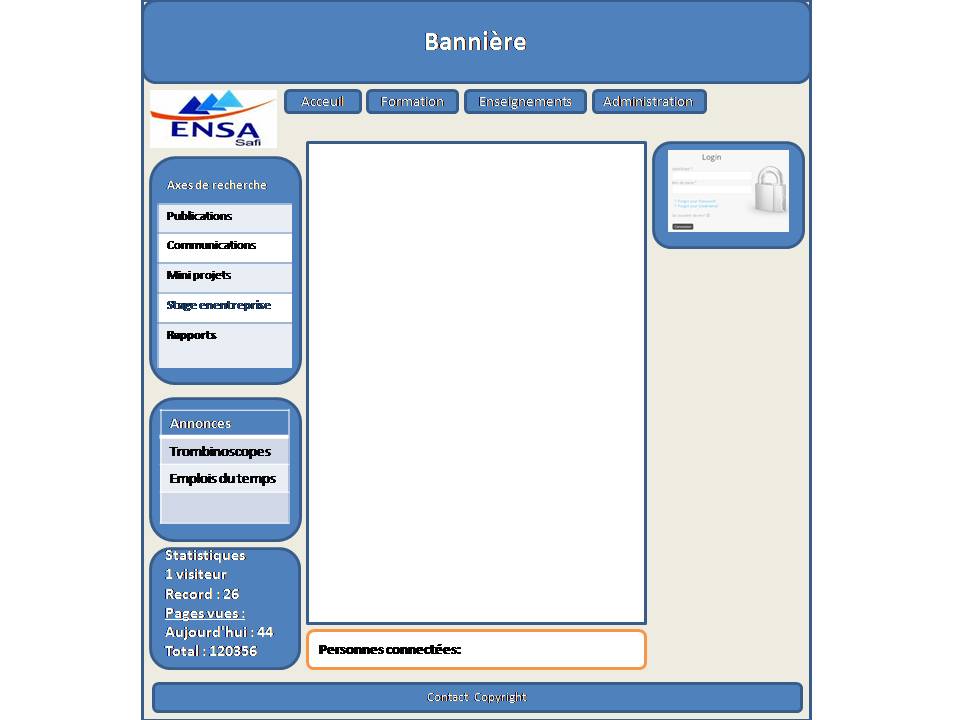 Bannière
ENSA
Safi
Acceuil
Formation
Enseignements
Administration
Axes de recherche
Publications
Communications
Mini projets
Stage en entreprise
Rapports
Login
Annonces
Trombinoscopes
Emplois du temps
Statistiques
1 visiteur
Record : 26
Pages vues :
Aujourd'hui : 44
Total : 120356
Personnes connectées:
Contact Copyright